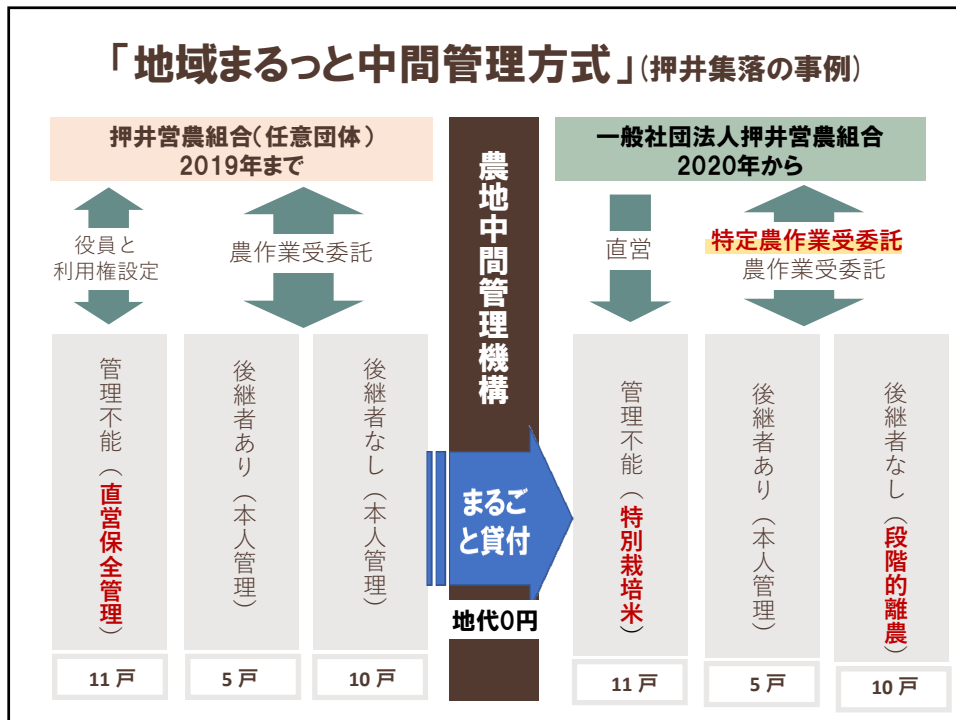 「地域まるっと中間管理方式」(押井集落の事例)
押井営農組合(任意団体)
2019年まで
役員と
利用権設定
農作業受委託
管理不能(直営保全管理)
後継者あり(本人管理)
後継者なし(本人管理)
11 戸
5 戸
10 戸
農地中間管理機構
まるご
と貸付
地代0円
一般社団法人押井営農組合
2020年から
直営
特定農作業受委託
農作業受委託
管理不能(特別栽培米)
後継者あり(本人管理)
後継者なし(段階的離農)
11 戸
5 戸
10 戸